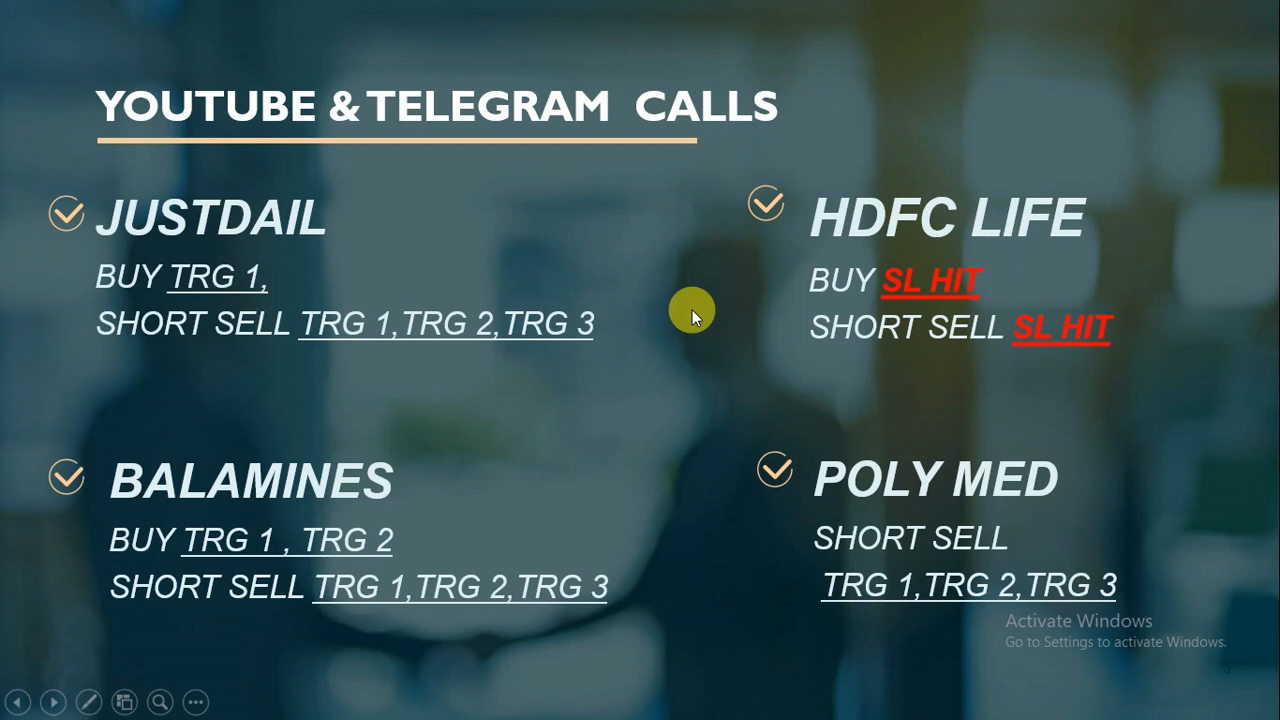 YOUTUBE & TELEGRAM CALLS
JUSTDAIL
BUY TRG 1,
SHORT SELL TRG 1,TRG 2,TRG 3
HDFC LIFE
BUY SL HIT
SHORT SELL SL HIT
BALAMINES
BUY TRG 1 , TRG 2
SHORT SELL TRG 1,TRG 2,TRG 3
POLY MED
SHORT SELL
TRG 1,TRG 2,TRG 3
Activate Windows
Go to Settings to activate Windows.